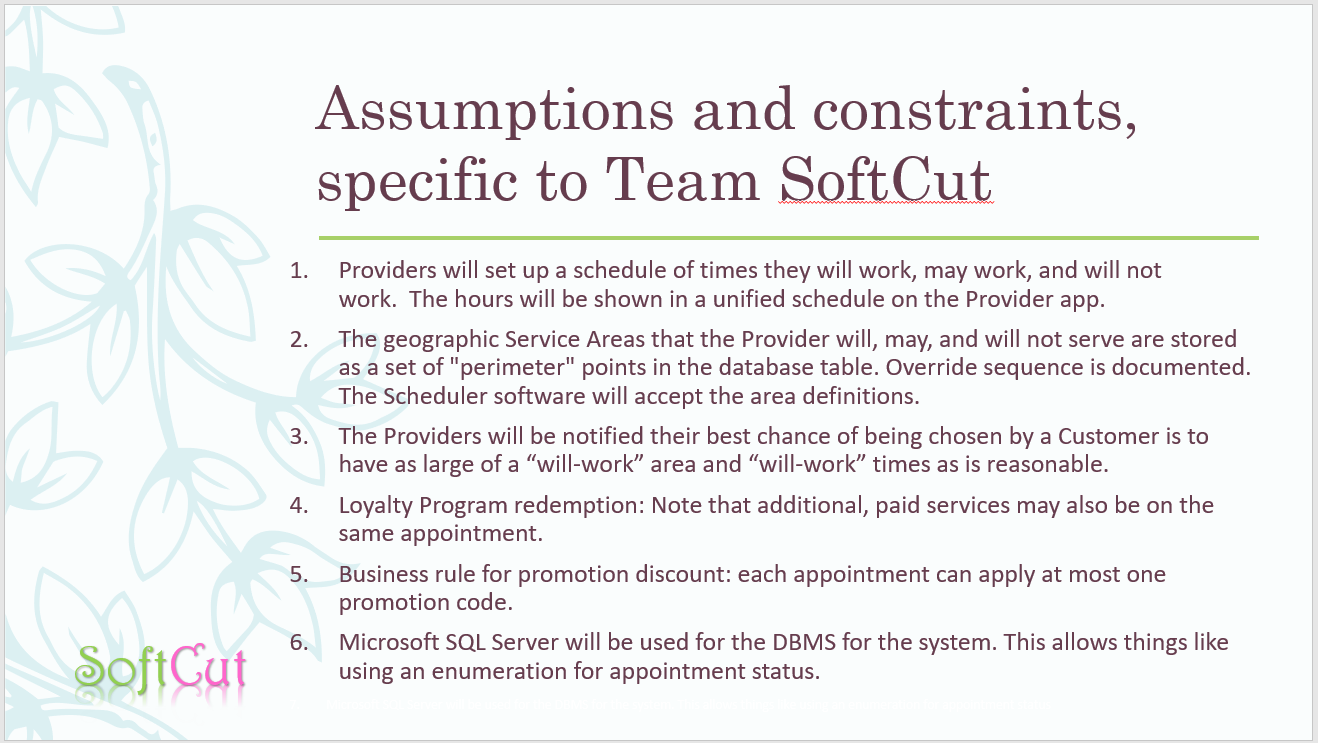 Assumptions and constraints,
specific to Team SoftCut
1. Providers will set up a schedule of times they will work, may work, and will not
work.  The hours will be shown in a unified schedule on the Provider app.
2. The geographic Service Areas that the Provider will, may, and will not serve are stored
as a set of "perimeter" points in the database table. Override sequence is documented.
The Scheduler software will accept the area definitions.
3. The Providers will be notified their best chance of being chosen by a Customer is to
have as large of a “will-work” area and “will-work” times as is reasonable.
4. Loyalty Program redemption: Note that additional, paid services may also be on the
same appointment.
5. Business rule for promotion discount: each appointment can apply at most one
promotion code.
6. Microsoft SQL Server will be used for the DBMS for the system. This allows things like
using an enumeration for appointment status.
SoftCut